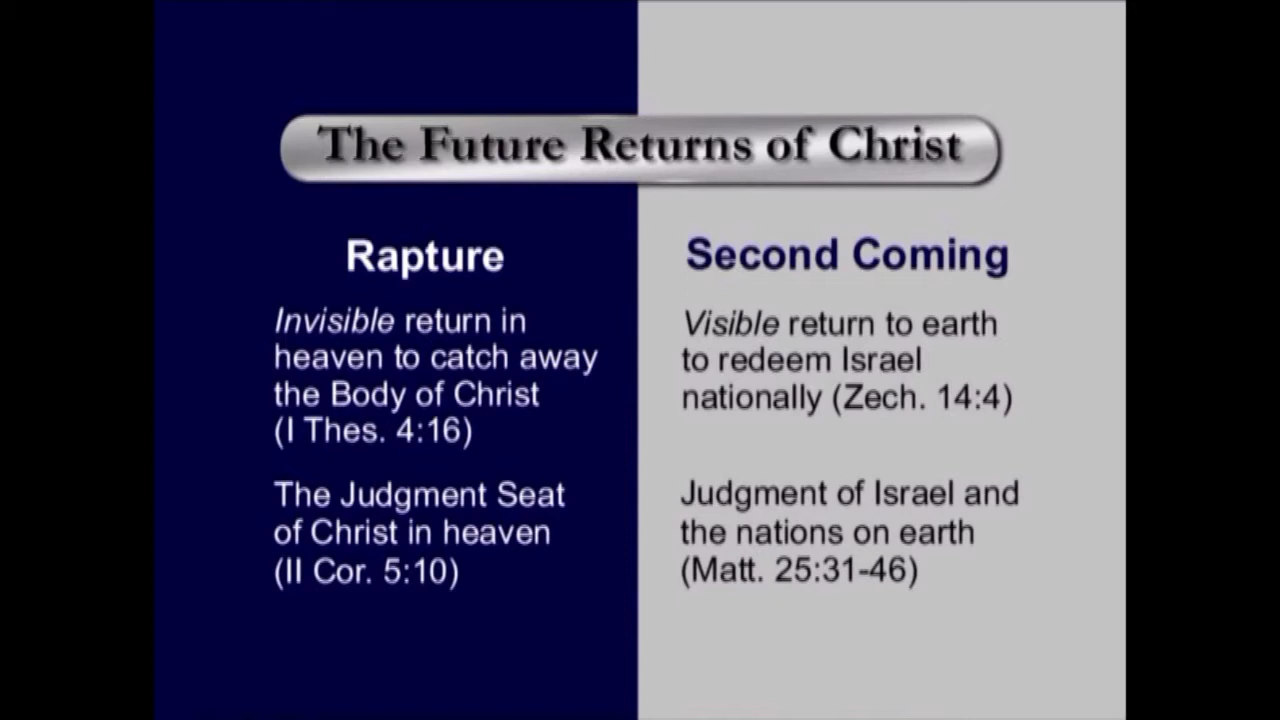 The Future Returns of Christ
Rapture
Invisible return in
heaven to catch away
the Body of Christ
(I Thes. 4:16)
The Judgment Seat
of Christ in heaven
(II Cor. 5:10)
Second Coming
Visible return to earth
to redeem Israel
nationally (Zech. 14:4)
Judgment of Israel and
the nations on earth
(Matt. 25:31-46)